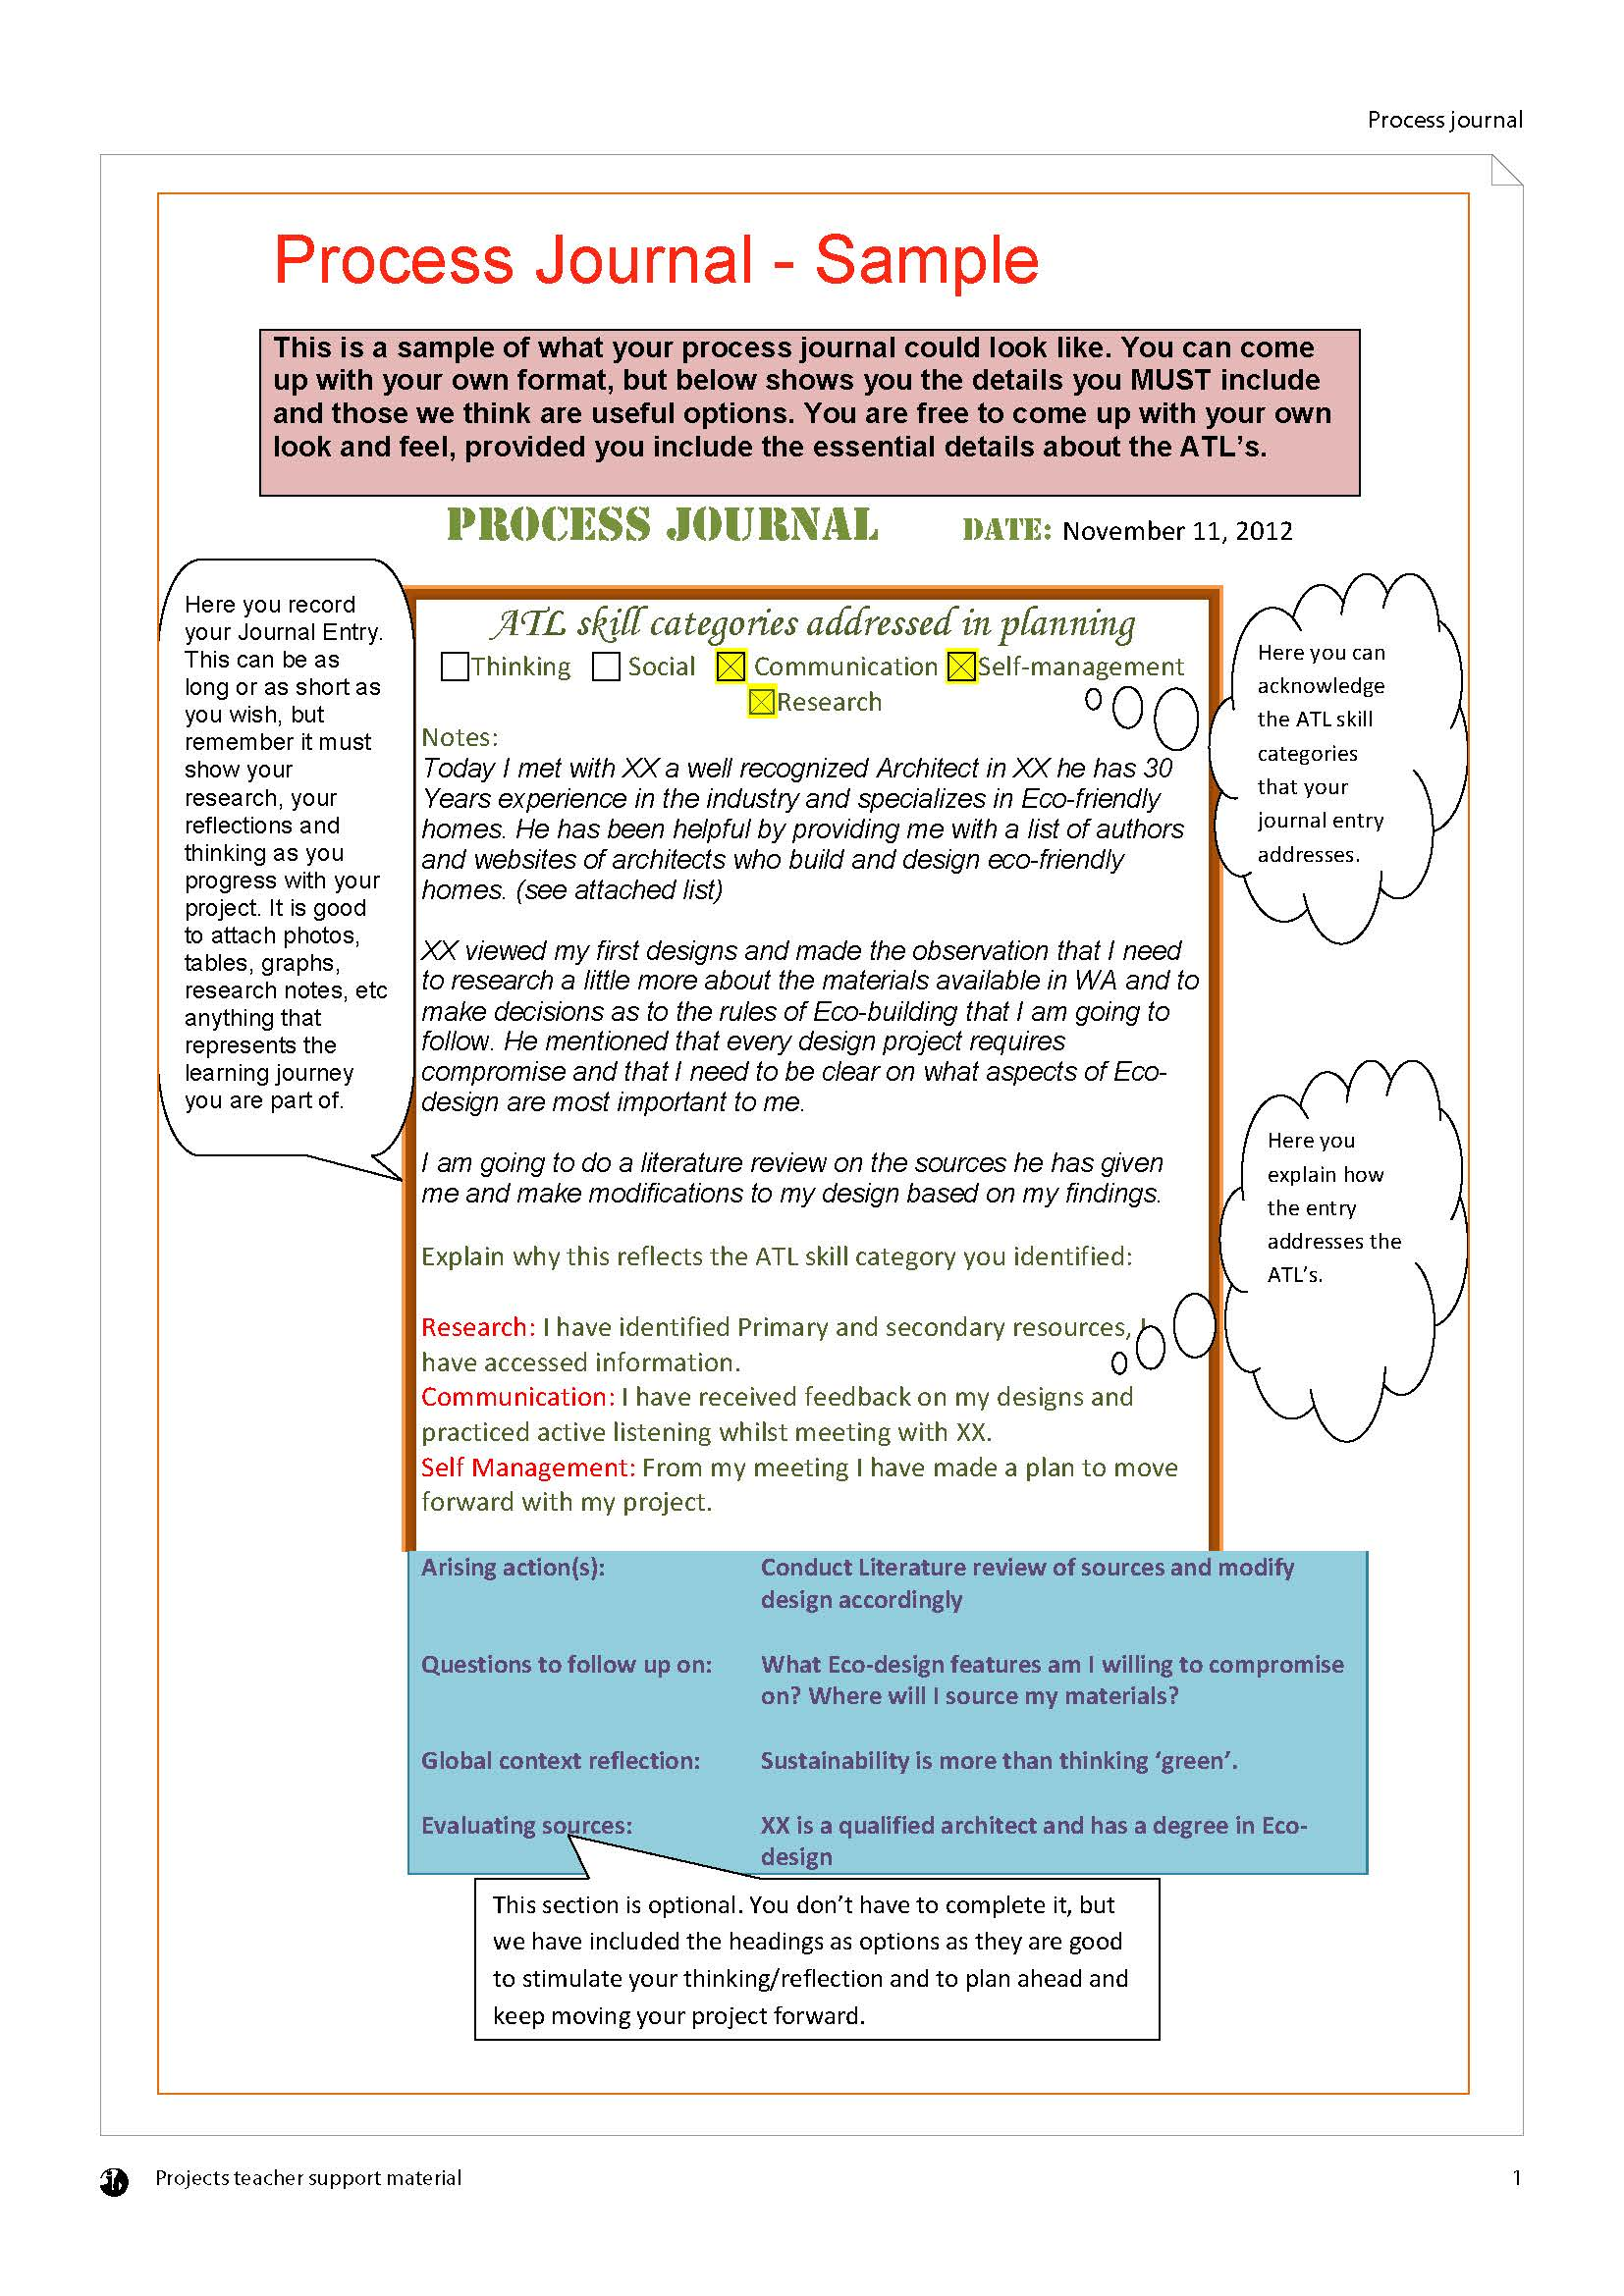 Process journal
Process Journal - Sample
This is a sample of what your process journal could look like. You can come
up with your own format, but below shows you the details you MUST include
and those we think are useful options. You are free to come up with your own
look and feel, provided you include the essential details about the ATL’s.
PROCESS JOURNAL DATE: November 11, 2012
Here you record
your Journal Entry.
This can be as
long or as short as
you wish, but
remember it must
show your
research, your
reflections and
thinking as you
progress with your
project. It is good
to attach photos,
tables, graphs,
research notes, etc
anything that
represents the
learning journey
you are part of.
ATL skill categories addressed in planning
Thinking Social Communication Self-management
Research
Here you can
acknowledge
the ATL skill
categories
that your
journal entry
addresses.
Notes:
Today I met with XX a well recognized Architect in XX he has 30
Years experience in the industry and specializes in Eco-friendly
homes. He has been helpful by providing me with a list of authors
and websites of architects who build and design eco-friendly
homes. (see attached list)
XX viewed my first designs and made the observation that I need
to research a little more about the materials available in WA and to
make decisions as to the rules of Eco-building that I am going to
follow. He mentioned that every design project requires
compromise and that I need to be clear on what aspects of Eco-
design are most important to me.
I am going to do a literature review on the sources he has given
me and make modifications to my design based on my findings.
Here you
explain how
the entry
addresses the
ATL’s.
Explain why this reflects the ATL skill category you identified:
Research: I have identified Primary and secondary resources, I
have accessed information.
Communication: I have received feedback on my designs and
practiced active listening whilst meeting with XX.
Self Management: From my meeting I have made a plan to move
forward with my project.
Arising action(s): Conduct Literature review of sources and modify
design accordingly
Questions to follow up on: What Eco-design features am I willing to compromise
on? Where will I source my materials?
Global context reflection: Sustainability is more than thinking ‘green’.
Evaluating sources: XX is a qualified architect and has a degree in Eco-
design
This section is optional. You don’t have to complete it, but
we have included the headings as options as they are good
to stimulate your thinking/reflection and to plan ahead and
keep moving your project forward.
Projects teacher support material 1